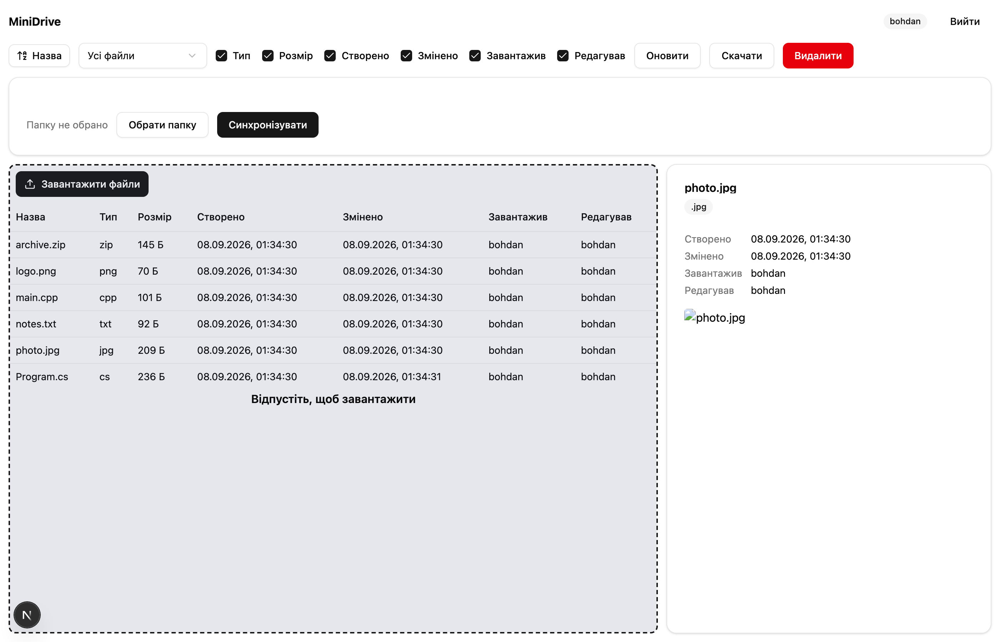 MiniDrive
bohdan
Вийти
Назва
Усі файли
Тип
Розмір
Створено
Змінено
Завантажив
Редагував
Оновити
Скачати
Видалити
Папку не обрано
Обрати папку
Синхронізувати
Завантажити файли
Назва Тип Розмір Створено Змінено Завантажив Редагував
archive.zip zip 145 Б 08.09.2026, 01:34:30 08.09.2026, 01:34:30 bohdan bohdan
logo.png png 70 Б 08.09.2026, 01:34:30 08.09.2026, 01:34:30 bohdan bohdan
main.cpp cpp 101 Б 08.09.2026, 01:34:30 08.09.2026, 01:34:30 bohdan bohdan
notes.txt txt 92 Б 08.09.2026, 01:34:30 08.09.2026, 01:34:30 bohdan bohdan
photo.jpg jpg 209 Б 08.09.2026, 01:34:30 08.09.2026, 01:34:30 bohdan bohdan
Program.cs cs 236 Б 08.09.2026, 01:34:30 08.09.2026, 01:34:31 bohdan bohdan
Відпустіть, щоб завантажити
N
photo.jpg
.jpg
Створено 08.09.2026, 01:34:30
Змінено 08.09.2026, 01:34:30
Завантажив bohdan
Редагував bohdan
photo.jpg